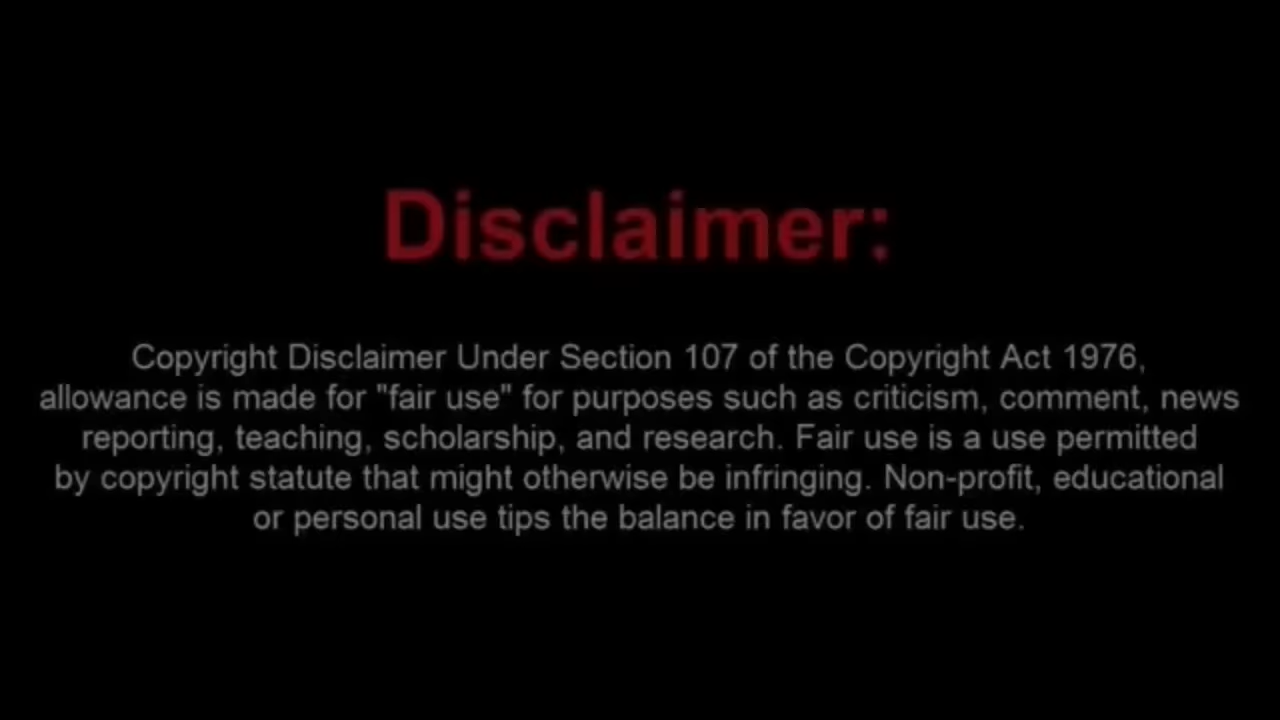 Disclaimer:
Copyright Disclaimer Under Section 107 of the Copyright Act 1976,
allowance is made for "fair use" for purposes such as criticism, comment, news
reporting, teaching, scholarship, and research. Fair use is a use permitted
by copyright statute that might otherwise be infringing. Non-profit, educational
or personal use tips the balance in favor of fair use.